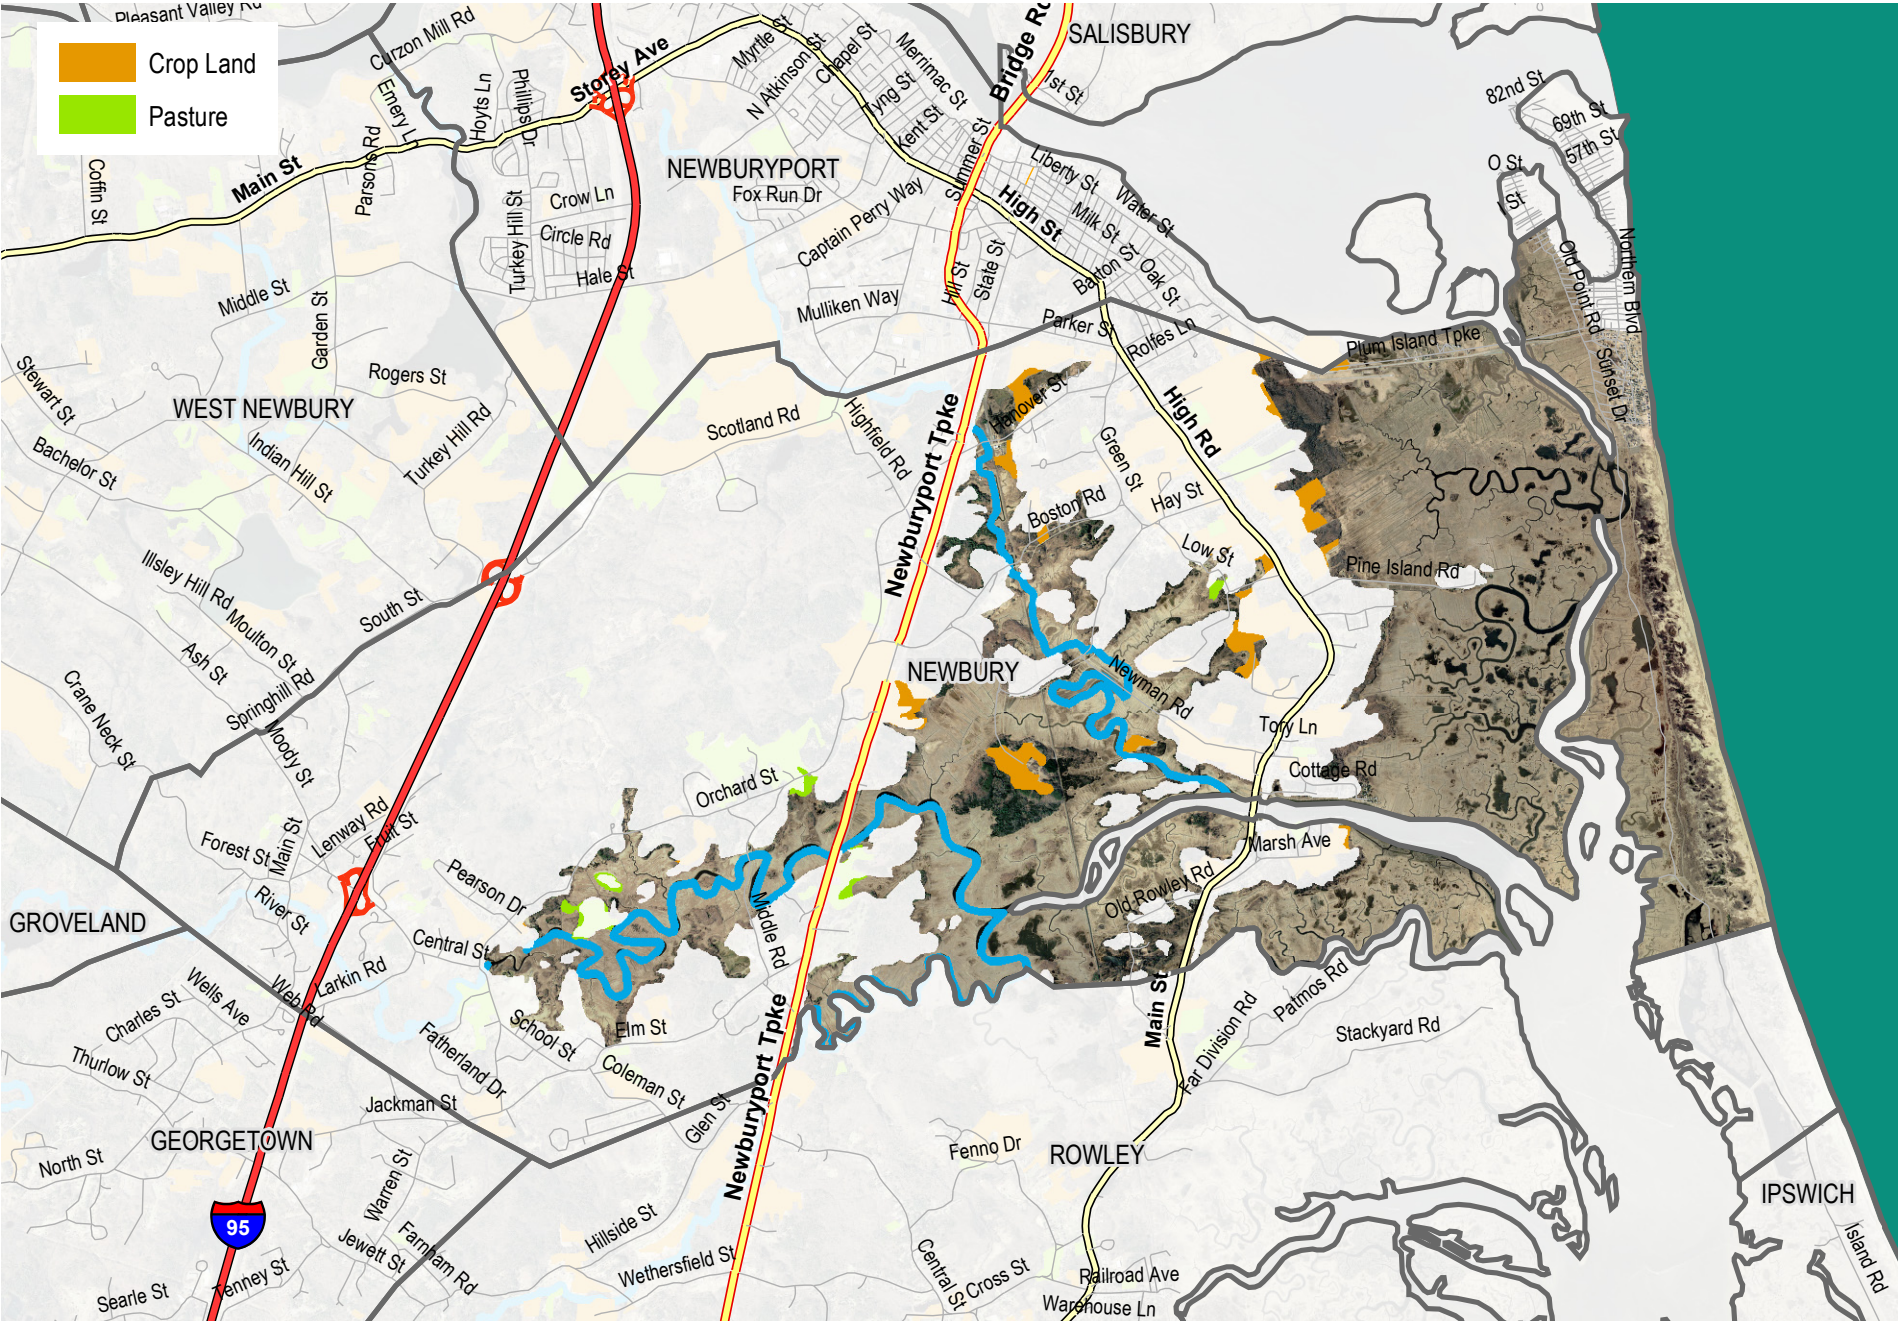 Pleasant Valley Rd
Crop Land
Pasture
Curzon Mill Rd
Storey Ave
Myrtle St
N Atkinson St
Chapel St
Merrimac St
Bridge Rd
SALISBURY
1st St
Tyng St
Kent St
Emery Ln
Hoyts Ln
Phillips Dr
Parsons Rd
Coffin St
Main St
NEWBURYPORT
Fox Run Dr
Summer St
Liberty St
Water St
High St
Milk St
Oak St
Barton St
82nd St
69th St
57th St
O St
I St
Old Point Rd
Northern Blvd
Sunset Dr
Plum Island Tpke
Crow Ln
Circle Rd
Turkey Hill St
Hale St
Captain Perry Way
Mulliken Way
Hill St
State St
Parker St
Rolfes Ln
Middle St
Garden St
Stewart St
Rogers St
WEST NEWBURY
Turkey Hill Rd
Scotland Rd
Highfield Rd
Newburyport Tpke
Hanover St
High Rd
Green St
Hay St
Boston Rd
Low St
Pine Island Rd
Bachelor St
Indian Hill St
Illsley Hill Rd
Moulton St
South St
Ash St
Springhill Rd
Crane Neck St
Moody St
NEWBURY
Newman Rd
Tory Ln
Cottage Rd
Marsh Ave
Old Rowley Rd
Orchard St
Lenway Rd
Fruit St
Main St
Forest St
River St
Pearson Dr
Central St
Middle Rd
GROVELAND
Larkin Rd
Web Rd
Wells Ave
Charles St
Thurlow St
Fatherland Dr
School St
Elm St
Coleman St
Glen St
Jackman St
Newburyport Tpke
Main St
Far Division Rd
Patmos Rd
Stackyard Rd
GEORGETOWN
North St
Warren St
95
Jewett St
Farnham Rd
Hillside St
Wethersfield St
Searle St
Tenney St
Fenno Dr
ROWLEY
Central St
Cross St
Railroad Ave
Warehouse Ln
IPSWICH
Island Rd